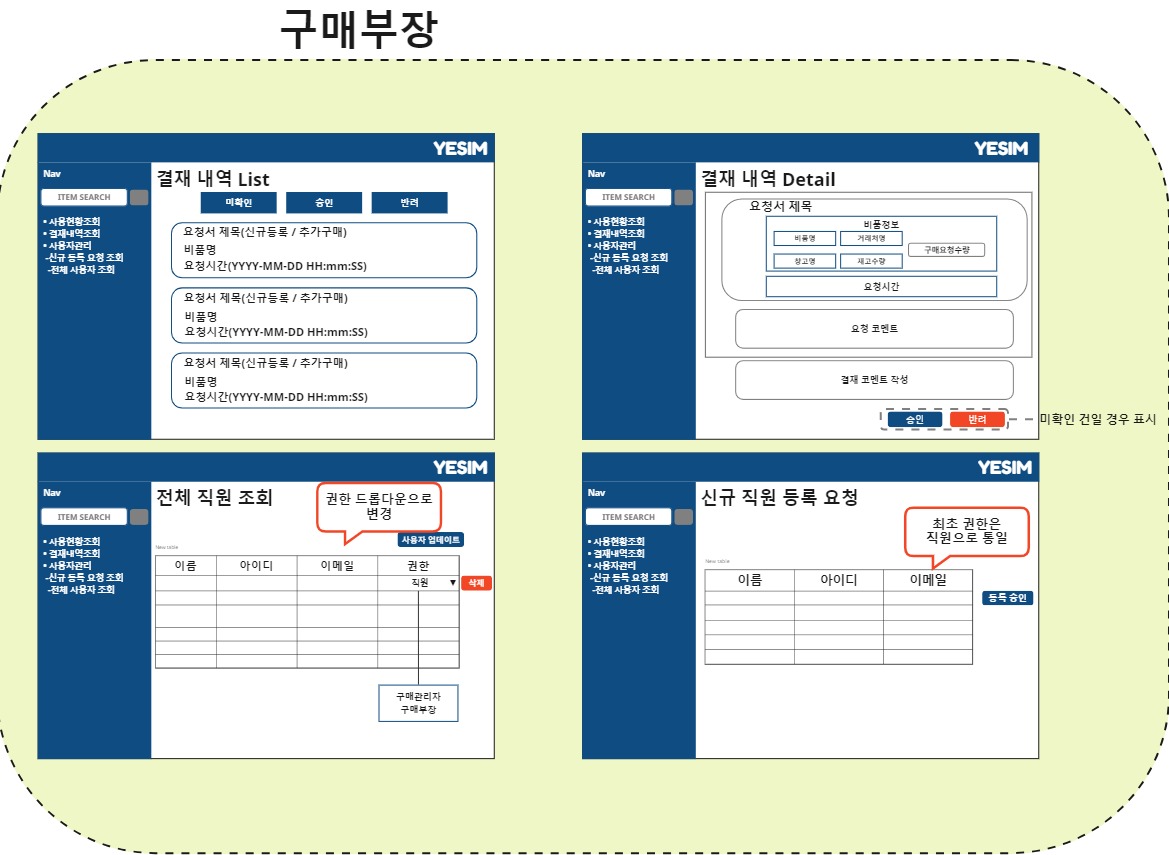 구매부장
YESIM
Nav
ITEM SEARCH
▪ 사용현황조회
▪ 결재내역조회
▪ 사용자관리
-신규 등록 요청 조회
-전체 사용자 조회
결재 내역 List
미확인
승인
반려
요청서 제목(신규등록 / 추가구매)
비품명
요청시간(YYYY-MM-DD HH:mm:SS)
요청서 제목(신규등록 / 추가구매)
비품명
요청시간(YYYY-MM-DD HH:mm:SS)
요청서 제목(신규등록 / 추가구매)
비품명
요청시간(YYYY-MM-DD HH:mm:SS)
YESIM
Nav
ITEM SEARCH
▪ 사용현황조회
▪ 결재내역조회
▪ 사용자관리
-신규 등록 요청 조회
-전체 사용자 조회
결재 내역 Detail
요청서 제목
비품정보
비품명
거래처명
구매요청수량
창고명
재고수량
요청시간
요청 코멘트
결재 코멘트 작성
승인
반려
미확인 건일 경우 표시
YESIM
Nav
ITEM SEARCH
▪ 사용현황조회
▪ 결재내역조회
▪ 사용자관리
-신규 등록 요청 조회
-전체 사용자 조회
전체 직원 조회
권한 드롭다운으로
변경
사용자 업데이트
New table
이름
아이디
이메일
권한
직원
▼
삭제
구매관리자
구매부장
YESIM
Nav
ITEM SEARCH
▪ 사용현황조회
▪ 결재내역조회
▪ 사용자관리
-신규 등록 요청 조회
-전체 사용자 조회
신규 직원 등록 요청
최초 권한은
직원으로 통일
New table
이름
아이디
이메일
등록 승인